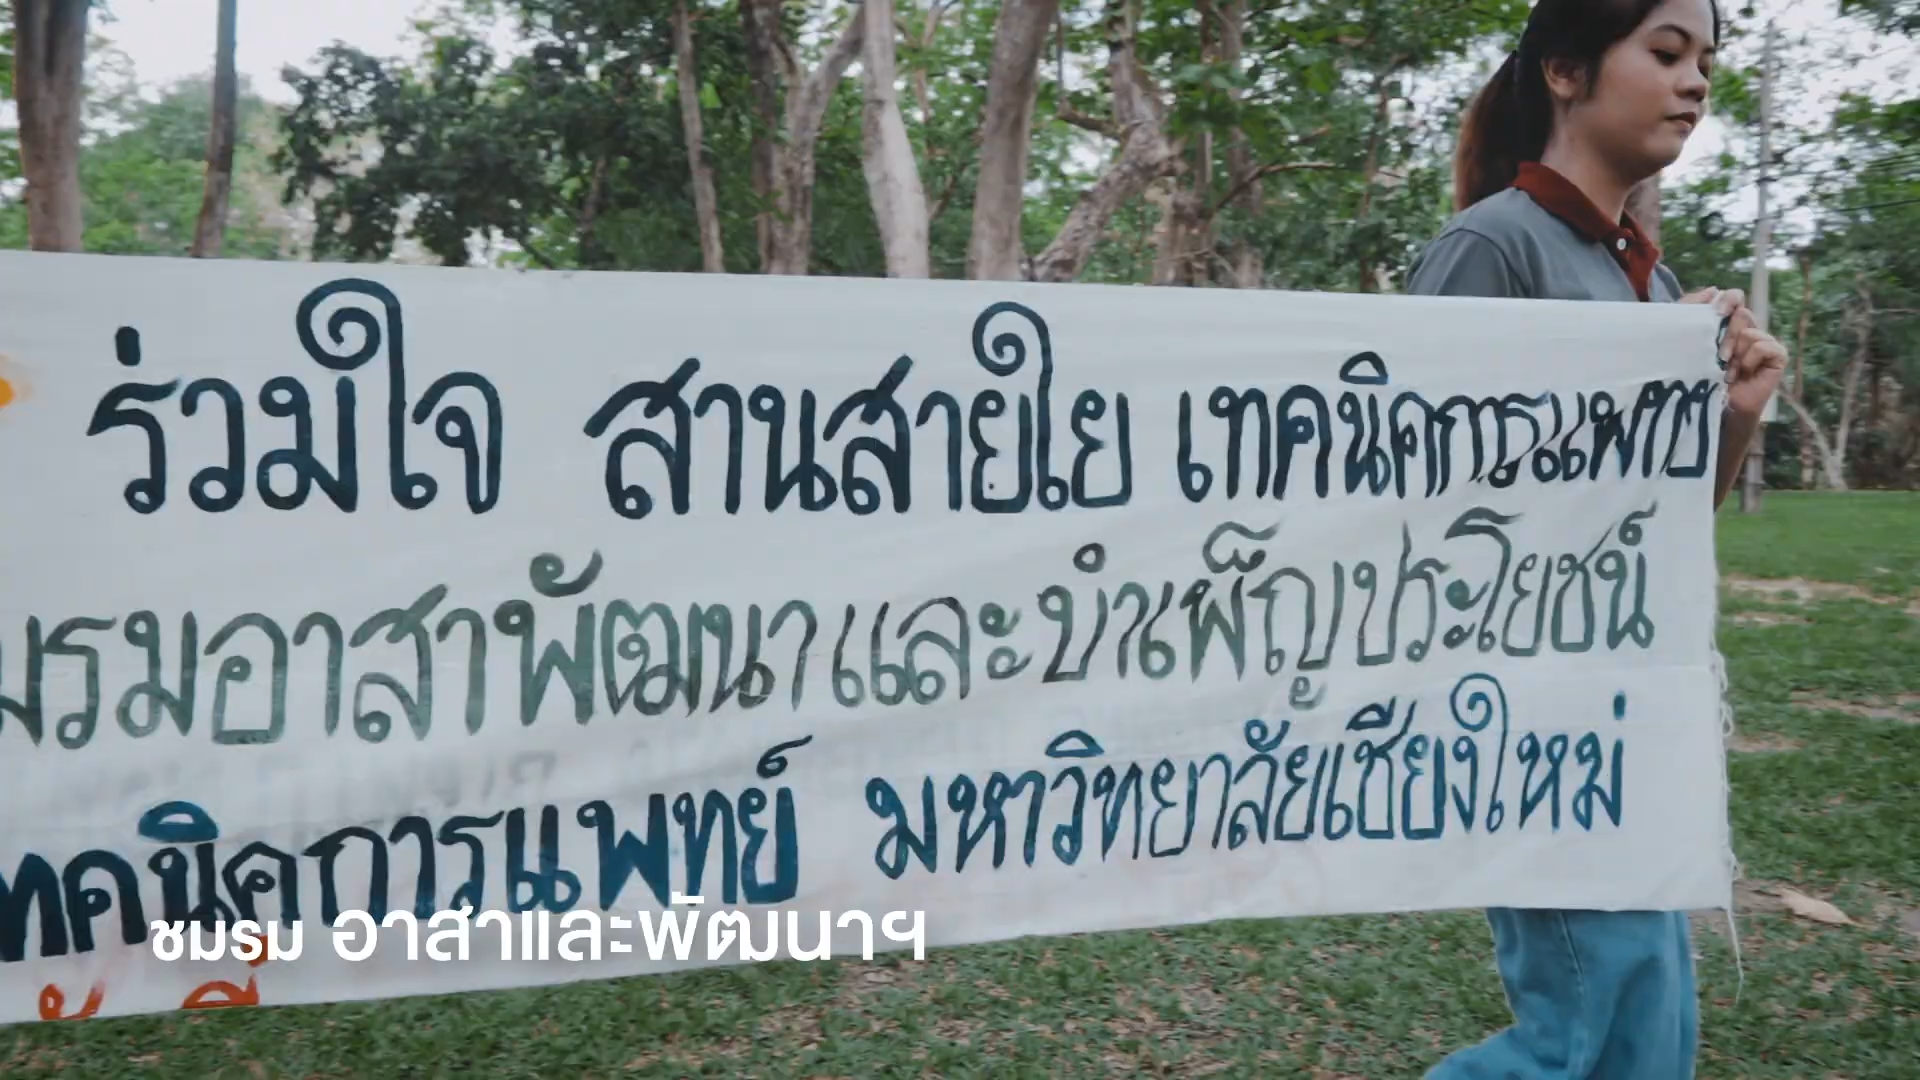 ร่วมใจ สานสายใย เทคนิคการแพทย์
มรมอาสาพัฒนาและบำเพ็ญประโยชน์
ทคนิคการแพทย์ มหาวิทยาลัยเชียงใหม่
ชมรม อาสาและพัฒนาฯ